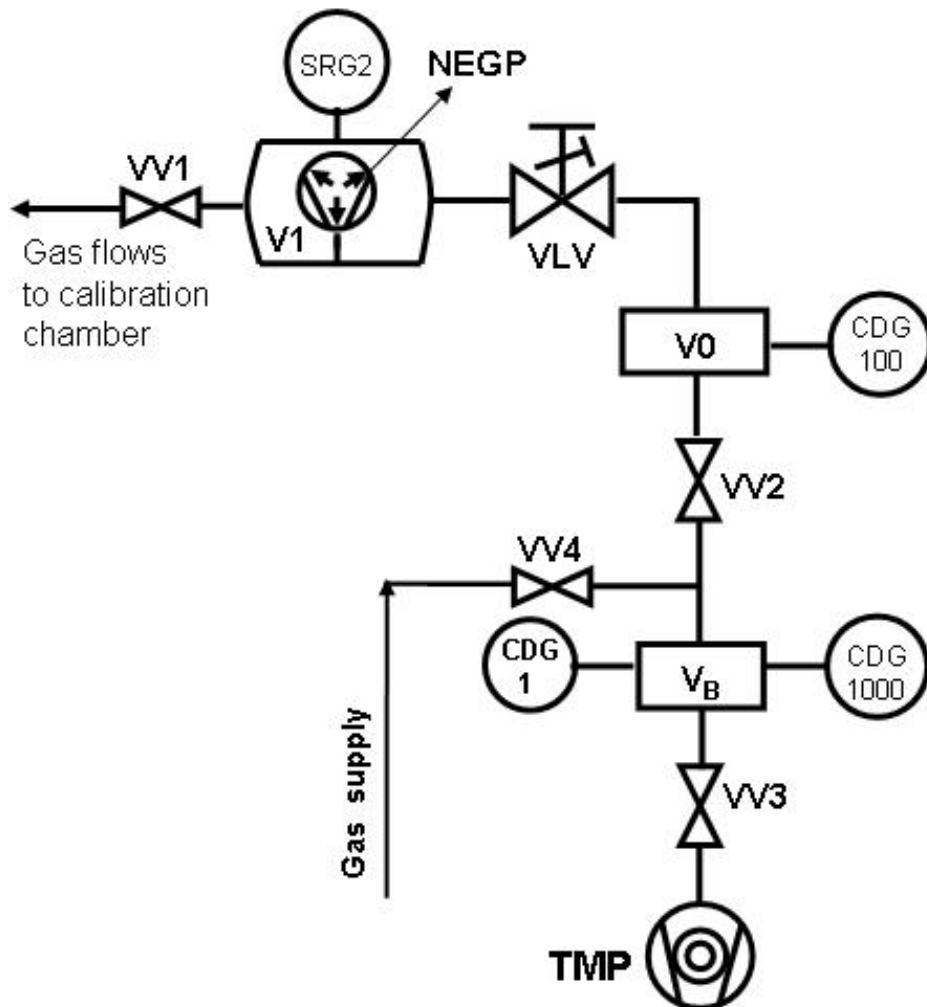 SRG2
NEGP
VV1
V1
VLV
Gas flows
to calibration
chamber
V0
CDG
100
VV2
VV4
CDG
1
V_B
CDG
1000
Gas supply
VV3
TMP